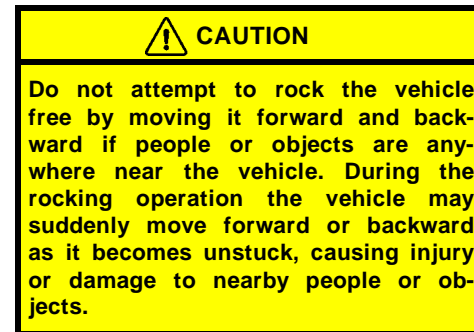 CAUTION
Do not attempt to rock the vehicle
free by moving it forward and back-
ward if people or objects are any-
where near the vehicle. During the
rocking operation the vehicle may
suddenly move forward or backward
as it becomes unstuck, causing injury
or damage to nearby people or ob-
jects.